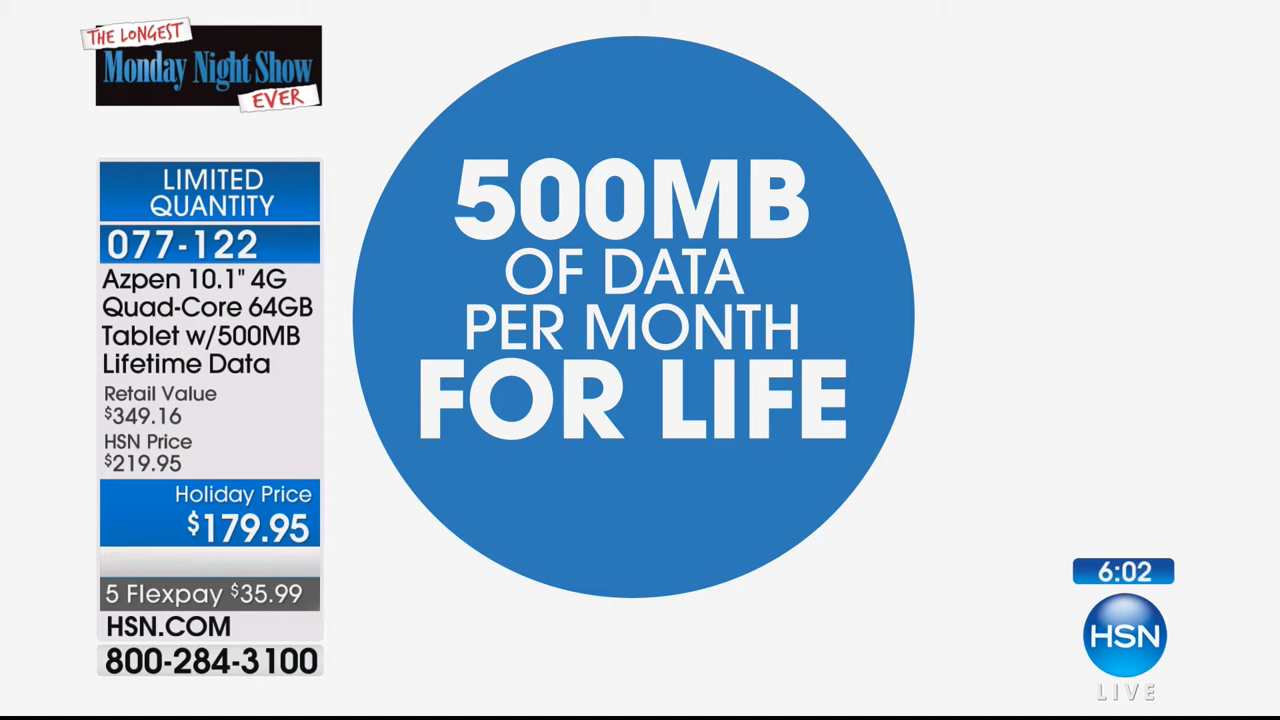 THE LONGEST
Monday Night Show
EVER
LIMITED
QUANTITY
077-122
Azpen 10.1" 4G
Quad-Core 64GB
Tablet w/500MB
Lifetime Data
Retail Value
$349.16
HSN Price
$219.95
Holiday Price
$179.95
5 Flexpay $35.99
HSN.COM
800-284-3100
500MB
OF DATA
PER MONTH
FOR LIFE
6:02
HSN
LIVE